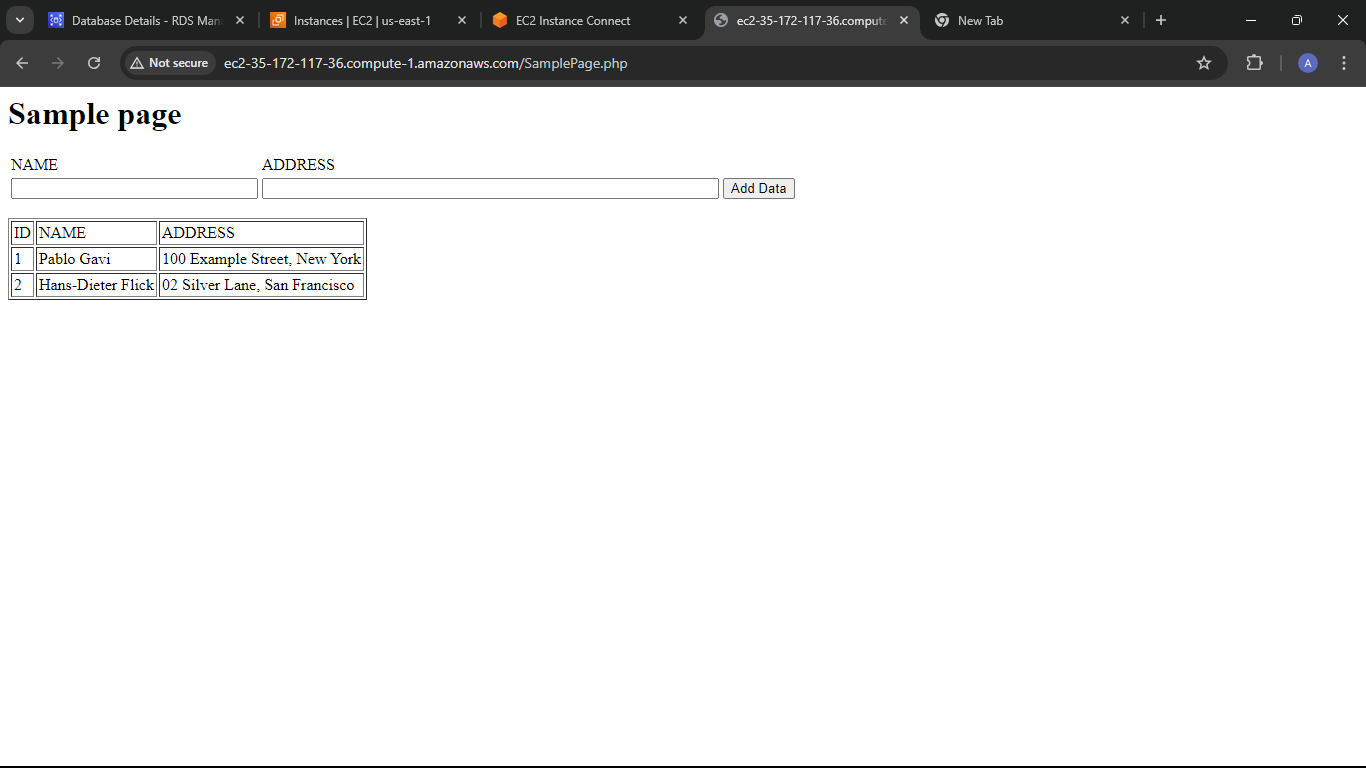 Database Details - RDS Man
Instances | EC2 | us-east-1
EC2 Instance Connect
ec2-35-172-117-36.compute
New Tab
Not secure
ec2-35-172-117-36.compute-1.amazonaws.com/SamplePage.php
A
Sample page
NAME ADDRESS
Add Data
ID NAME ADDRESS
1 Pablo Gavi 100 Example Street, New York
2 Hans-Dieter Flick 02 Silver Lane, San Francisco